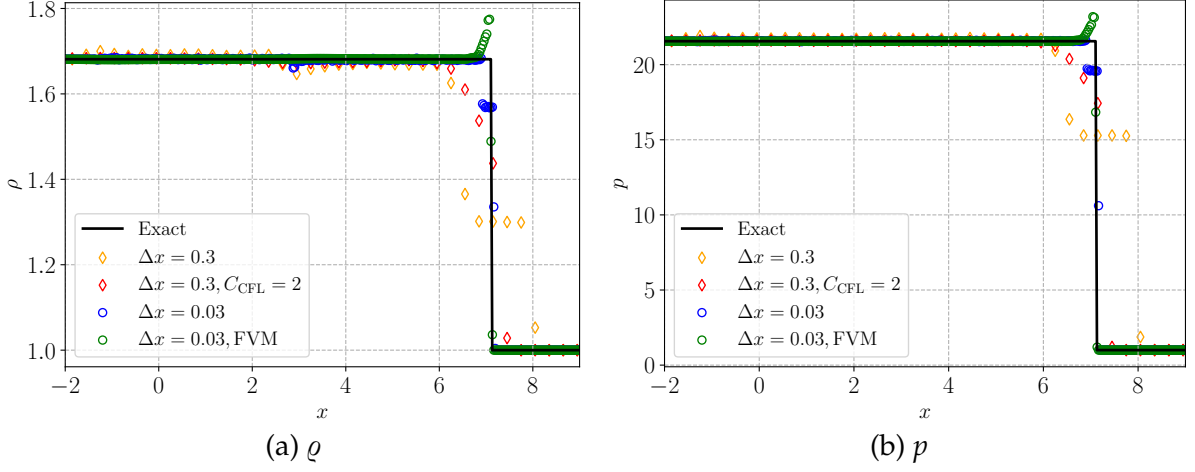 1.8
1.6
1.4
1.2
1.0
ρ
−2 0 2 4 6 8
x
Exact
Δx = 0.3
Δx = 0.3, C_CFL = 2
Δx = 0.03
Δx = 0.03, FVM
(a) ϱ
20
15
10
5
0
p
−2 0 2 4 6 8
x
Exact
Δx = 0.3
Δx = 0.3, C_CFL = 2
Δx = 0.03
Δx = 0.03, FVM
(b) p